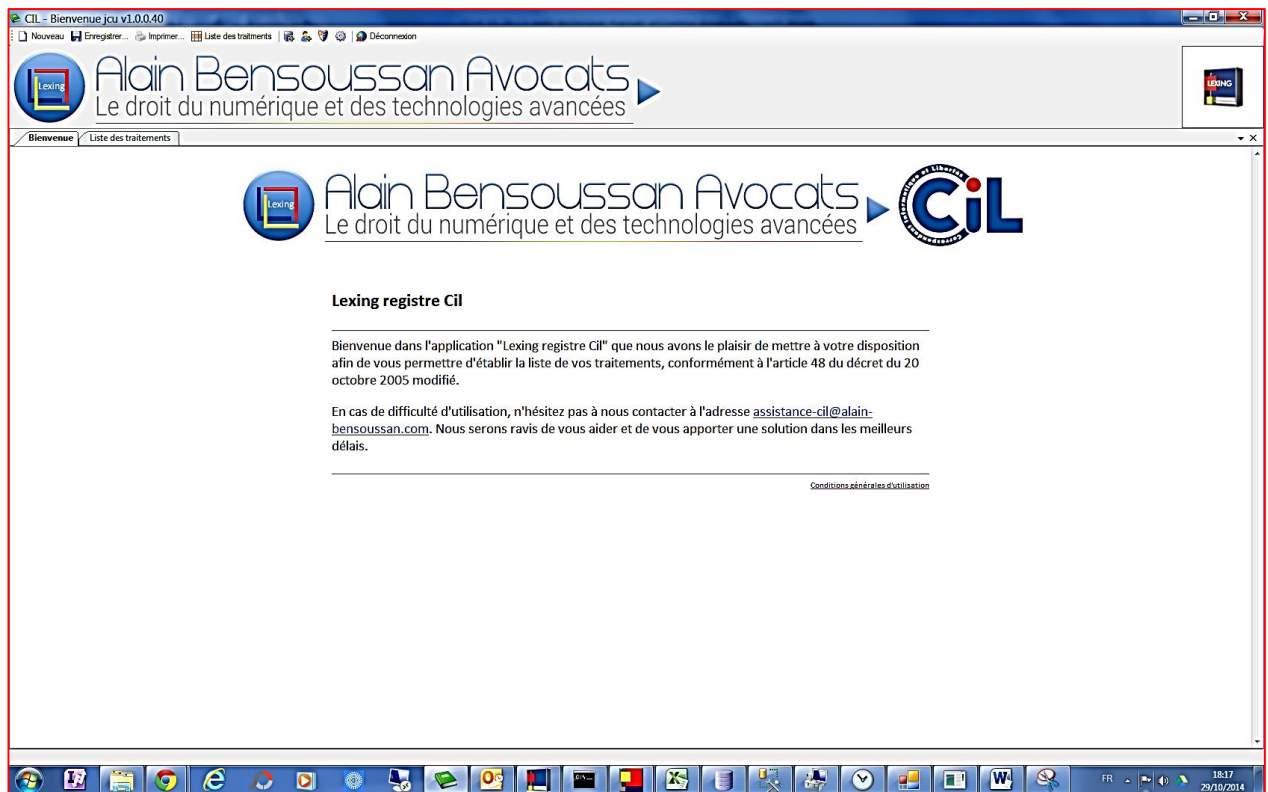 CIL - Bienvenue jcu v1.0.0.40
Nouveau Enregistrer... Imprimer... Liste des traitments Déconnexion
Lexing
Alain Bensoussan Avocats
Le droit du numérique et des technologies avancées
LEXING
Bienvenue Liste des traitements
Lexing
Alain Bensoussan Avocats
Le droit du numérique et des technologies avancées
CiL
Lexing registre Cil
Bienvenue dans l'application "Lexing registre Cil" que nous avons le plaisir de mettre à votre disposition
afin de vous permettre d'établir la liste de vos traitements, conformément à l'article 48 du décret du 20
octobre 2005 modifié.
En cas de difficulté d'utilisation, n'hésitez pas à nous contacter à l'adresse assistance-cil@alain-
bensoussan.com. Nous serons ravis de vous aider et de vous apporter une solution dans les meilleurs
délais.
Conditions générales d'utilisation
FR
18:17
29/10/2014